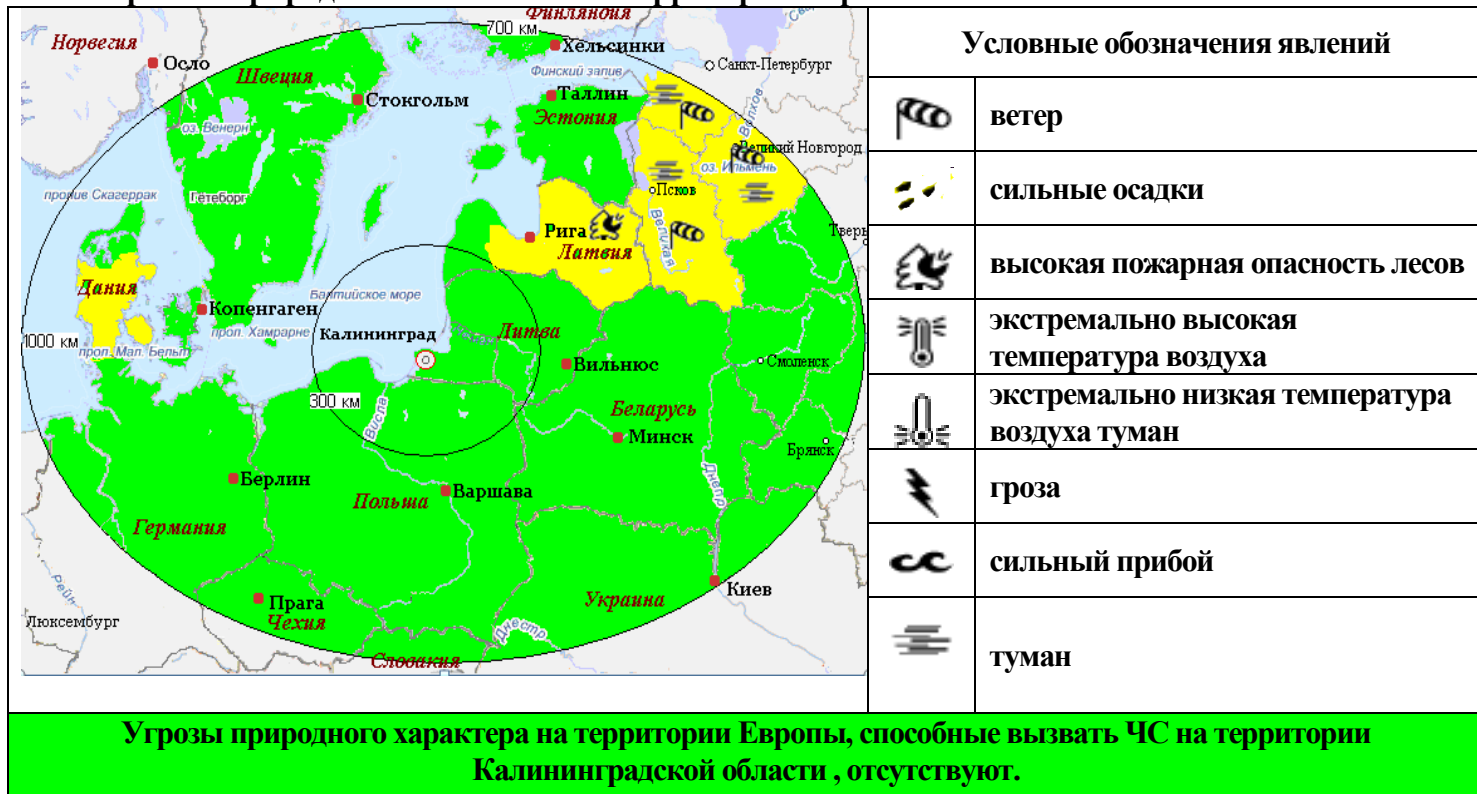 Финляндия
700 км
Норвегия
Хельсинки
Осло
Санкт-Петербург
Швеция
Финский залив
Стокгольм
Таллин
Эстония
Волхов
оз. Венерн
Великий Новгород
оз. Ильмень
пролив Скагеррак
Гётеборг
Псков
Великая
Рига
Латвия
Тверь
Дания
Балтийское море
Копенгаген
прол. Хамрарне
Калининград
Литва
1000 км
прол. Мал. Бельт
Вильнюс
Смоленск
300 км
Висла
Беларусь
Минск
Брянск
Днепр
Берлин
Варшава
Польша
Германия
Рейн
Киев
Прага
Украина
Чехия
Люксембург
Днестр
Словакия
Условные обозначения явлений
ветер
сильные осадки
высокая пожарная опасность лесов
экстремально высокая
температура воздуха
экстремально низкая температура
воздуха туман
гроза
сильный прибой
туман
Угрозы природного характера на территории Европы, способные вызвать ЧС на территории
Калининградской области , отсутствуют.